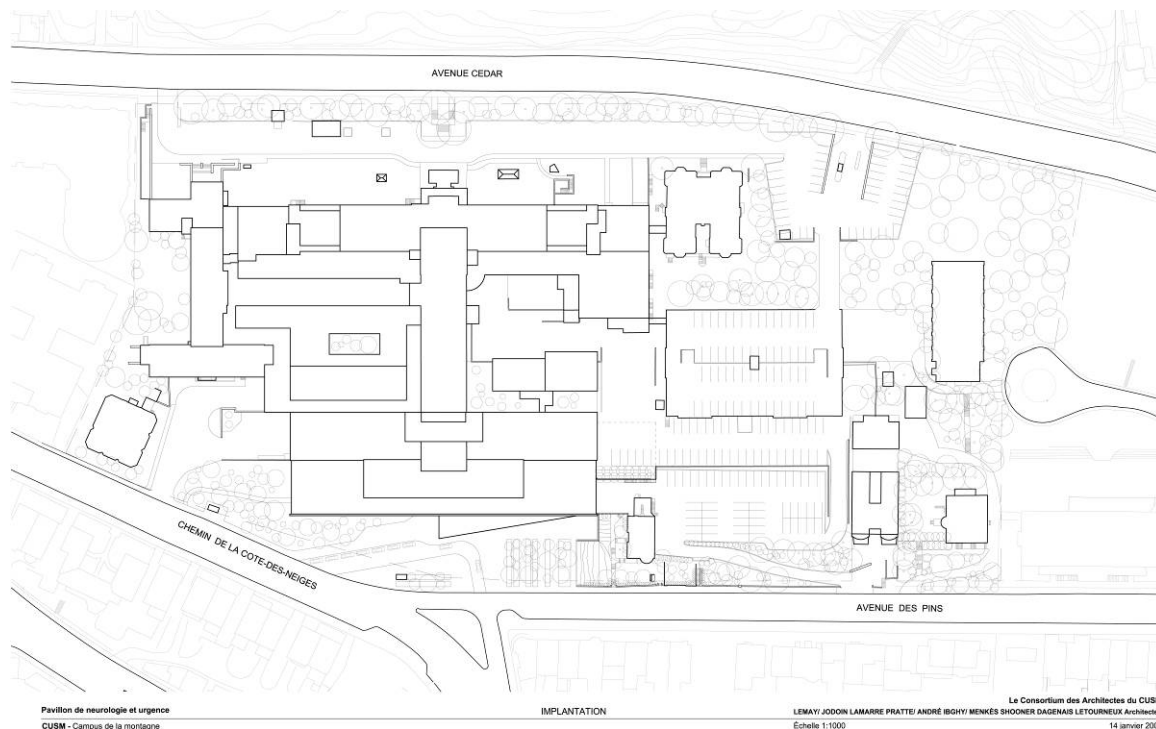 AVENUE CEDAR
CHEMIN DE LA COTE-DES-NEIGES
AVENUE DES PINS
Pavillon de neurologie et urgence
CUSM - Campus de la montagne
IMPLANTATION
Le Consortium des Architectes du CUS
LEMAY/ JODOIN LAMARRE PRATTE/ ANDRÉ IBGHY/ MENKÈS SHOONER DAGENAIS LETOURNEUX Architecte
Échelle 1:1000
14 janvier 200